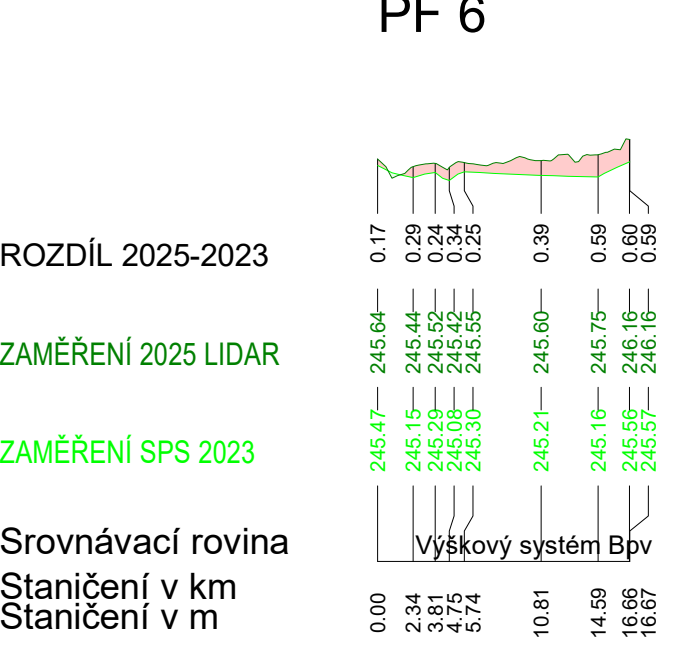 PF 6
ROZDÍL 2025-2023
0.17 0.29 0.24 0.34 0.25 0.39 0.59 0.60 0.59
ZAMĚŘENÍ 2025 LIDAR
245.64 245.44 245.52 245.42 245.55 245.60 245.75 246.16 246.16
ZAMĚŘENÍ SPS 2023
245.47 245.15 245.29 245.08 245.30 245.21 245.16 245.56 245.57
Srovnávací rovina
Výškový systém Bpv
Staničení v km
Staničení v m
0.00 2.34 3.81 4.75 5.74 10.81 14.59 16.66 16.67